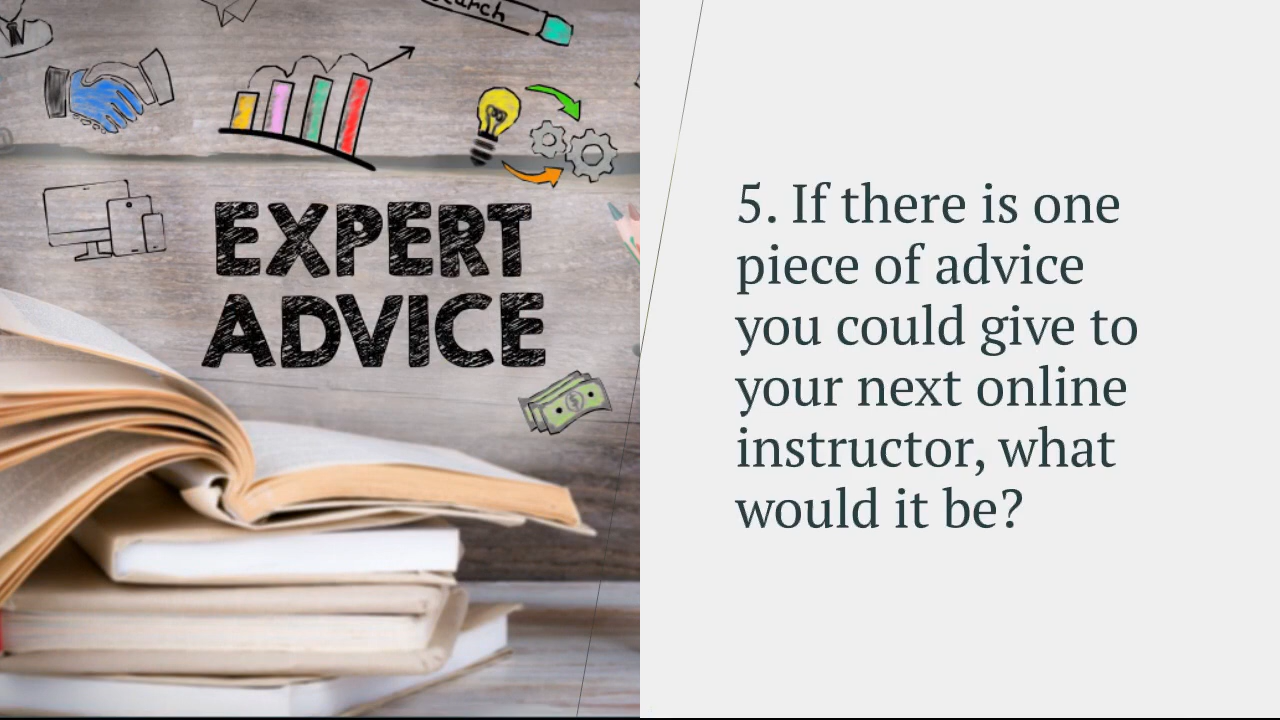 EXPERT
ADVICE
5. If there is one
piece of advice
you could give to
your next online
instructor, what
would it be?